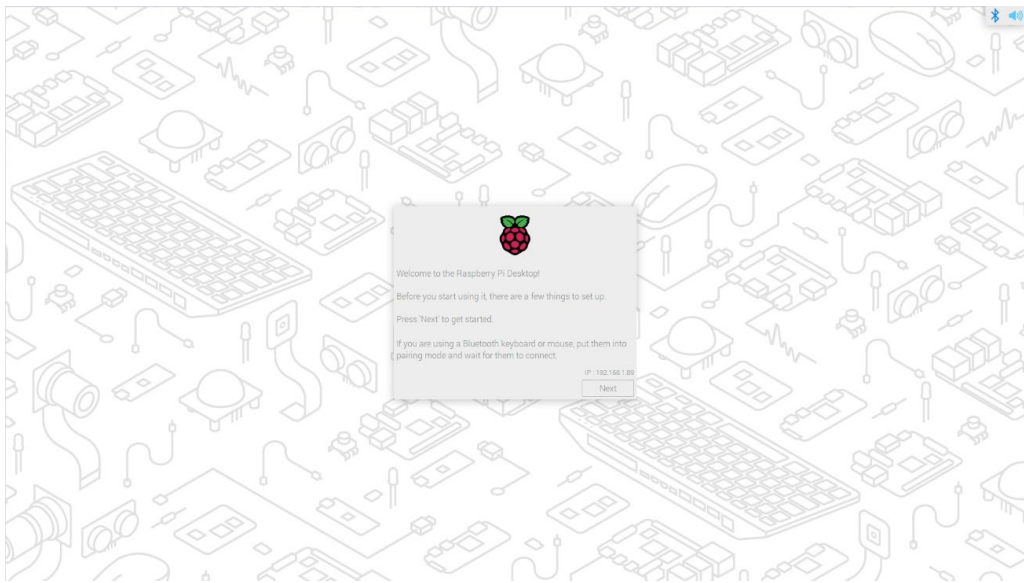 Welcome to the Raspberry Pi Desktop!
Before you start using it, there are a few things to set up.
Press 'Next' to get started.
If you are using a Bluetooth keyboard or mouse, put them into
pairing mode and wait for them to connect.
IP : 192.168.1.89
Next